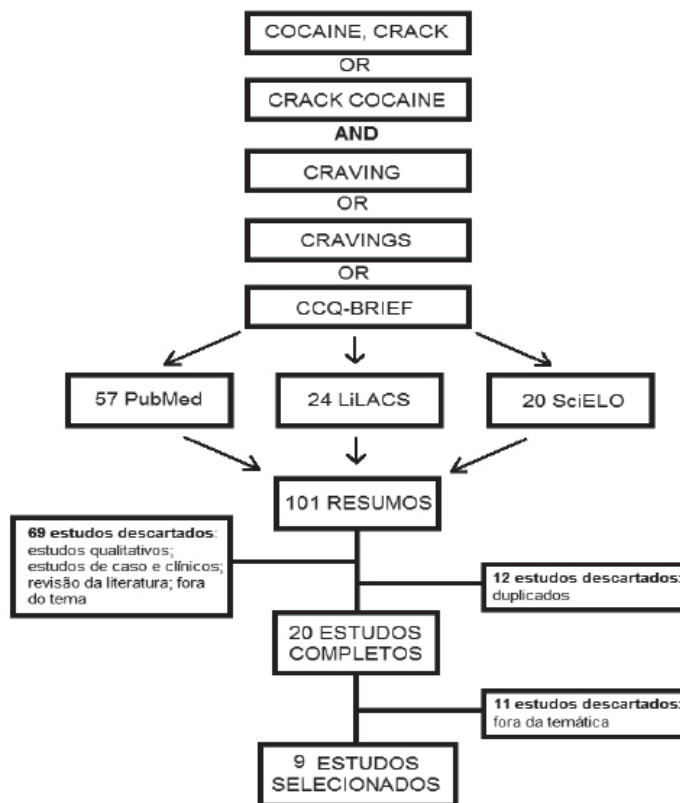 COCAINE, CRACK
OR
CRACK COCAINE
AND
CRAVING
OR
CRAVINGS
OR
CCQ-BRIEF
57 PubMed
24 LiLACS
20 SciELO
101 RESUMOS
69 estudos descartados:
estudos qualitativos;
estudos de caso e clínicos;
revisão da literatura; fora
do tema
12 estudos descartados:
duplicados
20 ESTUDOS
COMPLETOS
11 estudos descartados:
fora da temática
9 ESTUDOS
SELECIONADOS